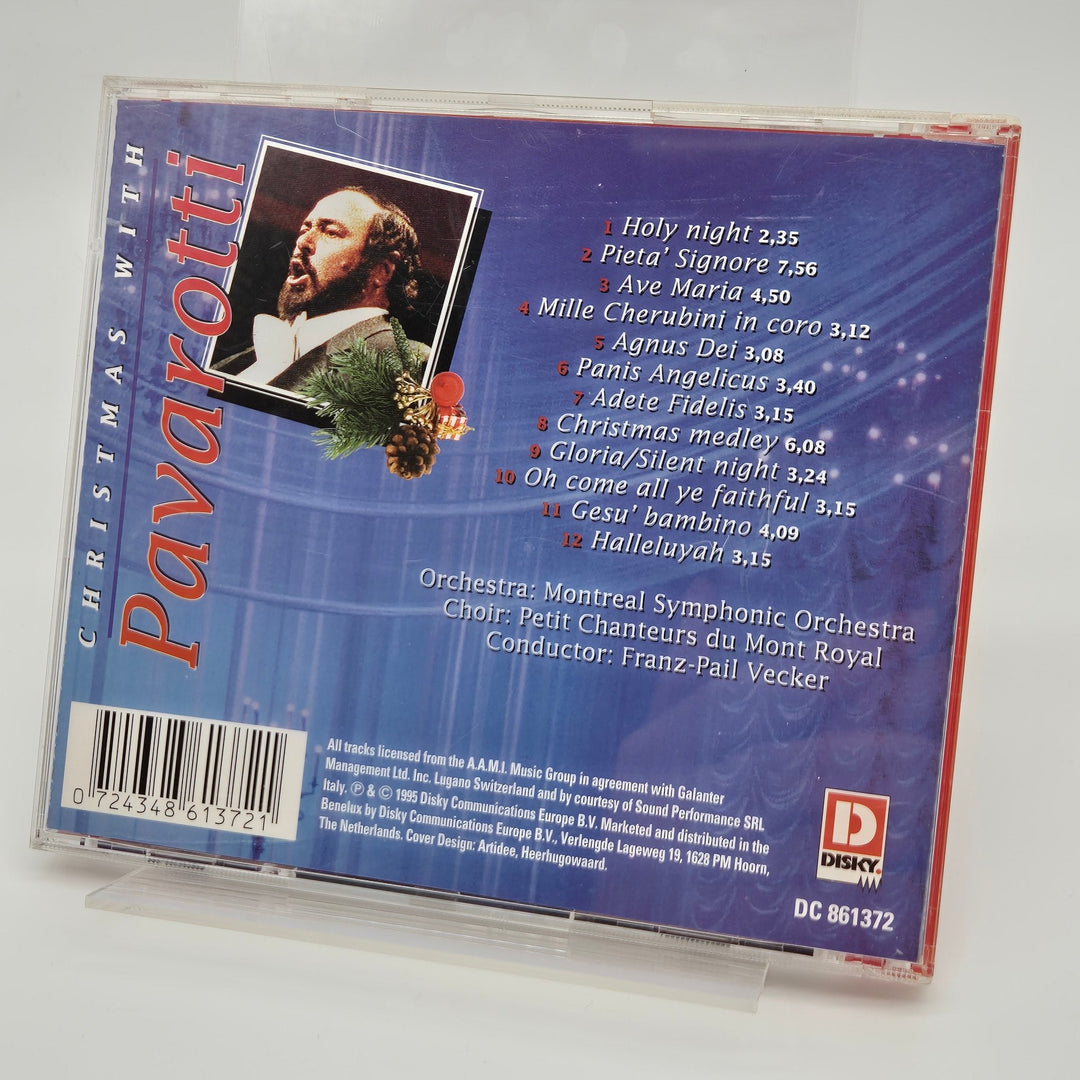 CHRISTMAS WITH
Pavarotti
1 Holy night 2,35
2 Pieta' Signore 7,56
3 Ave Maria 4,50
4 Mille Cherubini in coro 3,12
5 Agnus Dei 3,08
6 Panis Angelicus 3,40
7 Adete Fidelis 3,15
8 Christmas medley 6,08
9 Gloria/Silent night 3,24
10 Oh come all ye faithful 3,15
11 Gesu' bambino 4,09
12 Halleluyah 3,15
Orchestra: Montreal Symphonic Orchestra
Choir: Petit Chanteurs du Mont Royal
Conductor: Franz-Pail Vecker
0 724348 613721
All tracks licensed from the A.A.M.I. Music Group in agreement with Galanter
Management Ltd. Inc. Lugano Switzerland and by courtesy of Sound Performance SRL
Italy. ℗ & © 1995 Disky Communications Europe B.V. Marketed and distributed in the
Benelux by Disky Communications Europe B.V., Verlengde Lageweg 19, 1628 PM Hoorn,
The Netherlands. Cover Design: Artidee, Heerhugowaard.
D
DISKY.
DC 861372